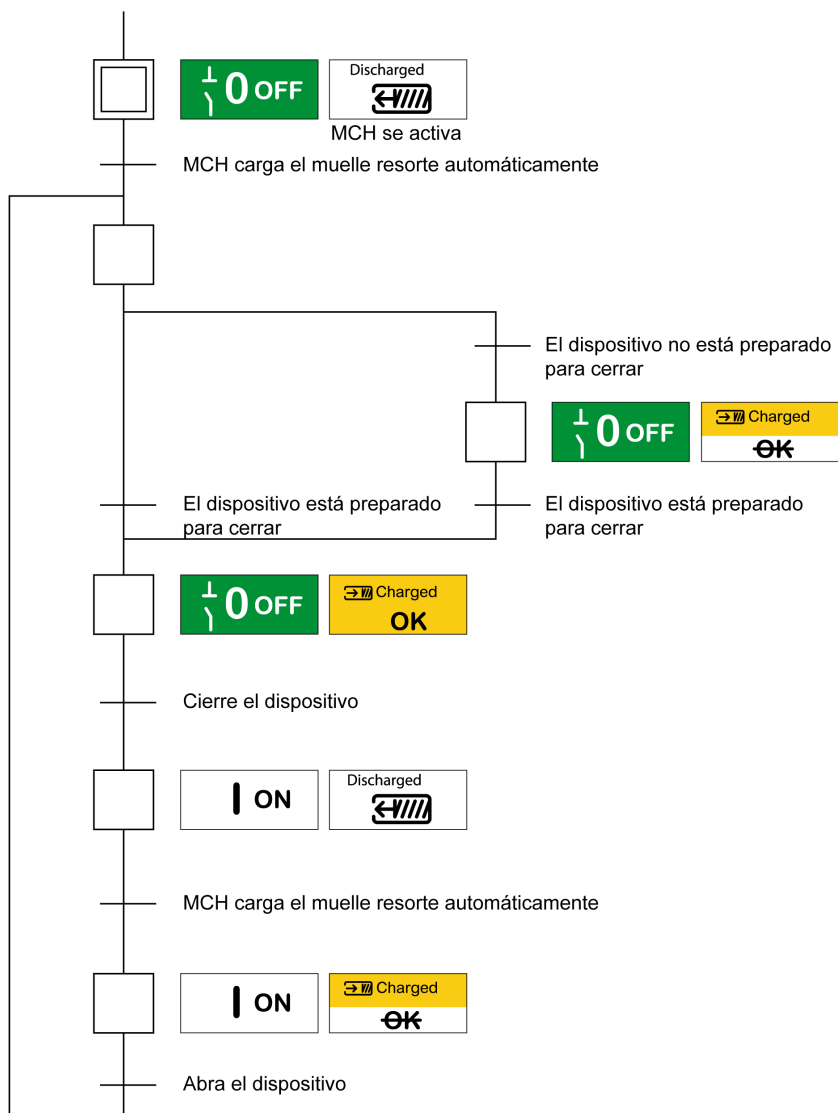 0 OFF
Discharged
MCH se activa
MCH carga el muelle resorte automáticamente
El dispositivo no está preparado
para cerrar
0 OFF
Charged
OK
El dispositivo está preparado
para cerrar
El dispositivo está preparado
para cerrar
0 OFF
Charged
OK
Cierre el dispositivo
I ON
Discharged
MCH carga el muelle resorte automáticamente
I ON
Charged
OK
Abra el dispositivo